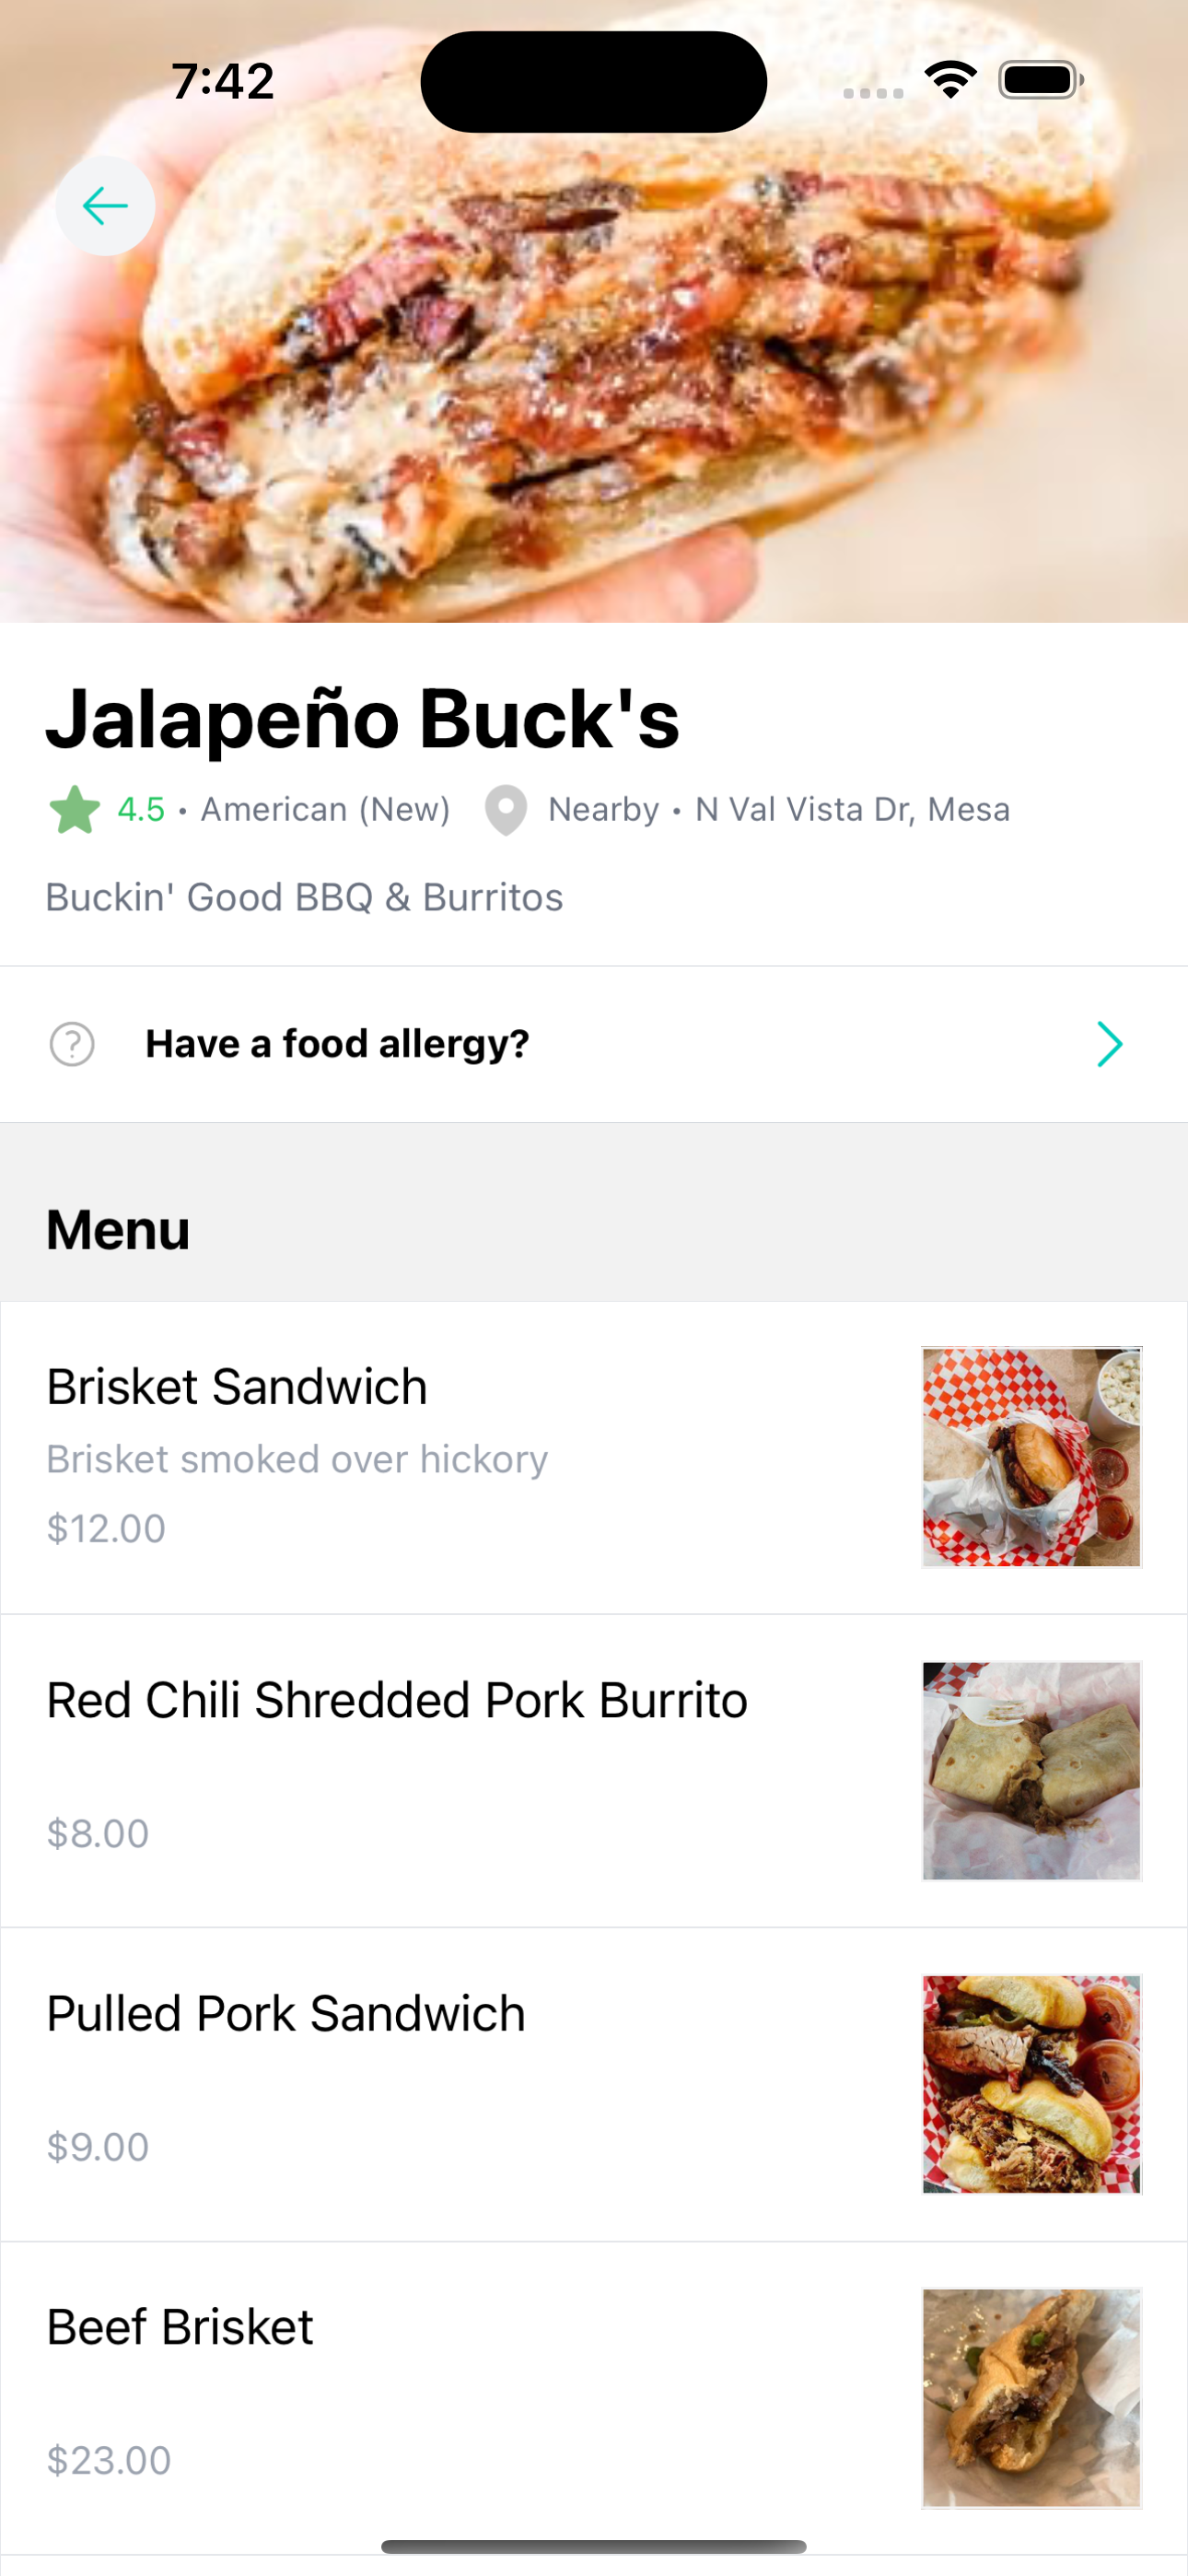 7:42
Jalapeño Buck's
4.5 • American (New) Nearby • N Val Vista Dr, Mesa
Buckin' Good BBQ & Burritos
? Have a food allergy?
Menu
Brisket Sandwich
Brisket smoked over hickory
$12.00
Red Chili Shredded Pork Burrito
$8.00
Pulled Pork Sandwich
$9.00
Beef Brisket
$23.00